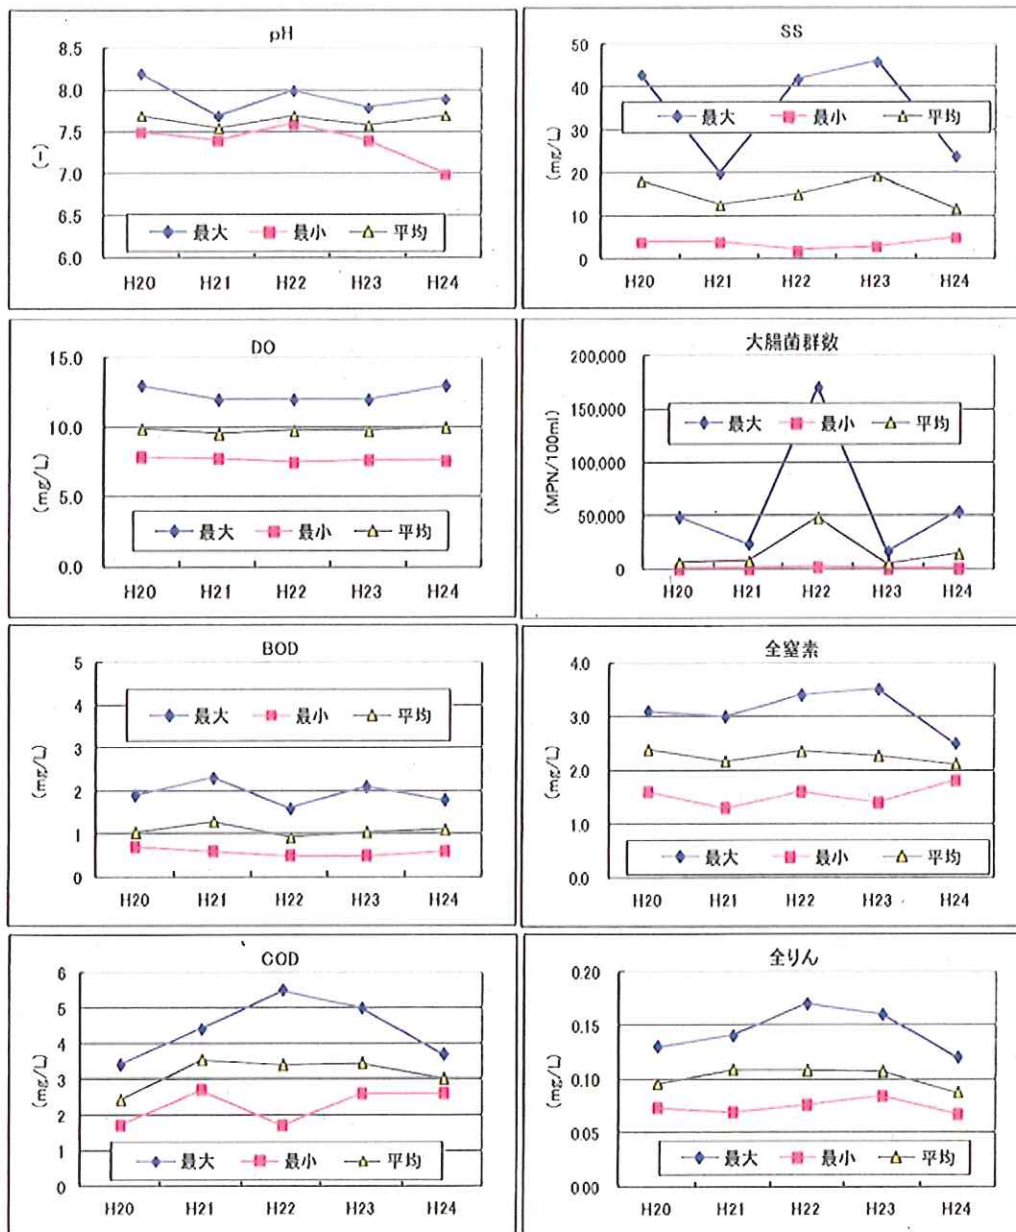 pH
8.5
8.0
7.5
7.0
6.5
6.0
(-)
最大 最小 平均
H20 H21 H22 H23 H24
SS
50
40
30
20
10
0
(mg/L)
最大 最小 平均
H20 H21 H22 H23 H24
DO
15.0
10.0
5.0
0.0
(mg/L)
最大 最小 平均
H20 H21 H22 H23 H24
大腸菌群数
200,000
150,000
100,000
50,000
0
(MPN/100ml)
最大 最小 平均
H20 H21 H22 H23 H24
BOD
5
4
3
2
1
0
(mg/L)
最大 最小 平均
H20 H21 H22 H23 H24
全窒素
4.0
3.0
2.0
1.0
0.0
(mg/L)
最大 最小 平均
H20 H21 H22 H23 H24
COD
6
5
4
3
2
1
0
(mg/L)
最大 最小 平均
H20 H21 H22 H23 H24
全りん
0.20
0.15
0.10
0.05
0.00
(mg/L)
最大 最小 平均
H20 H21 H22 H23 H24